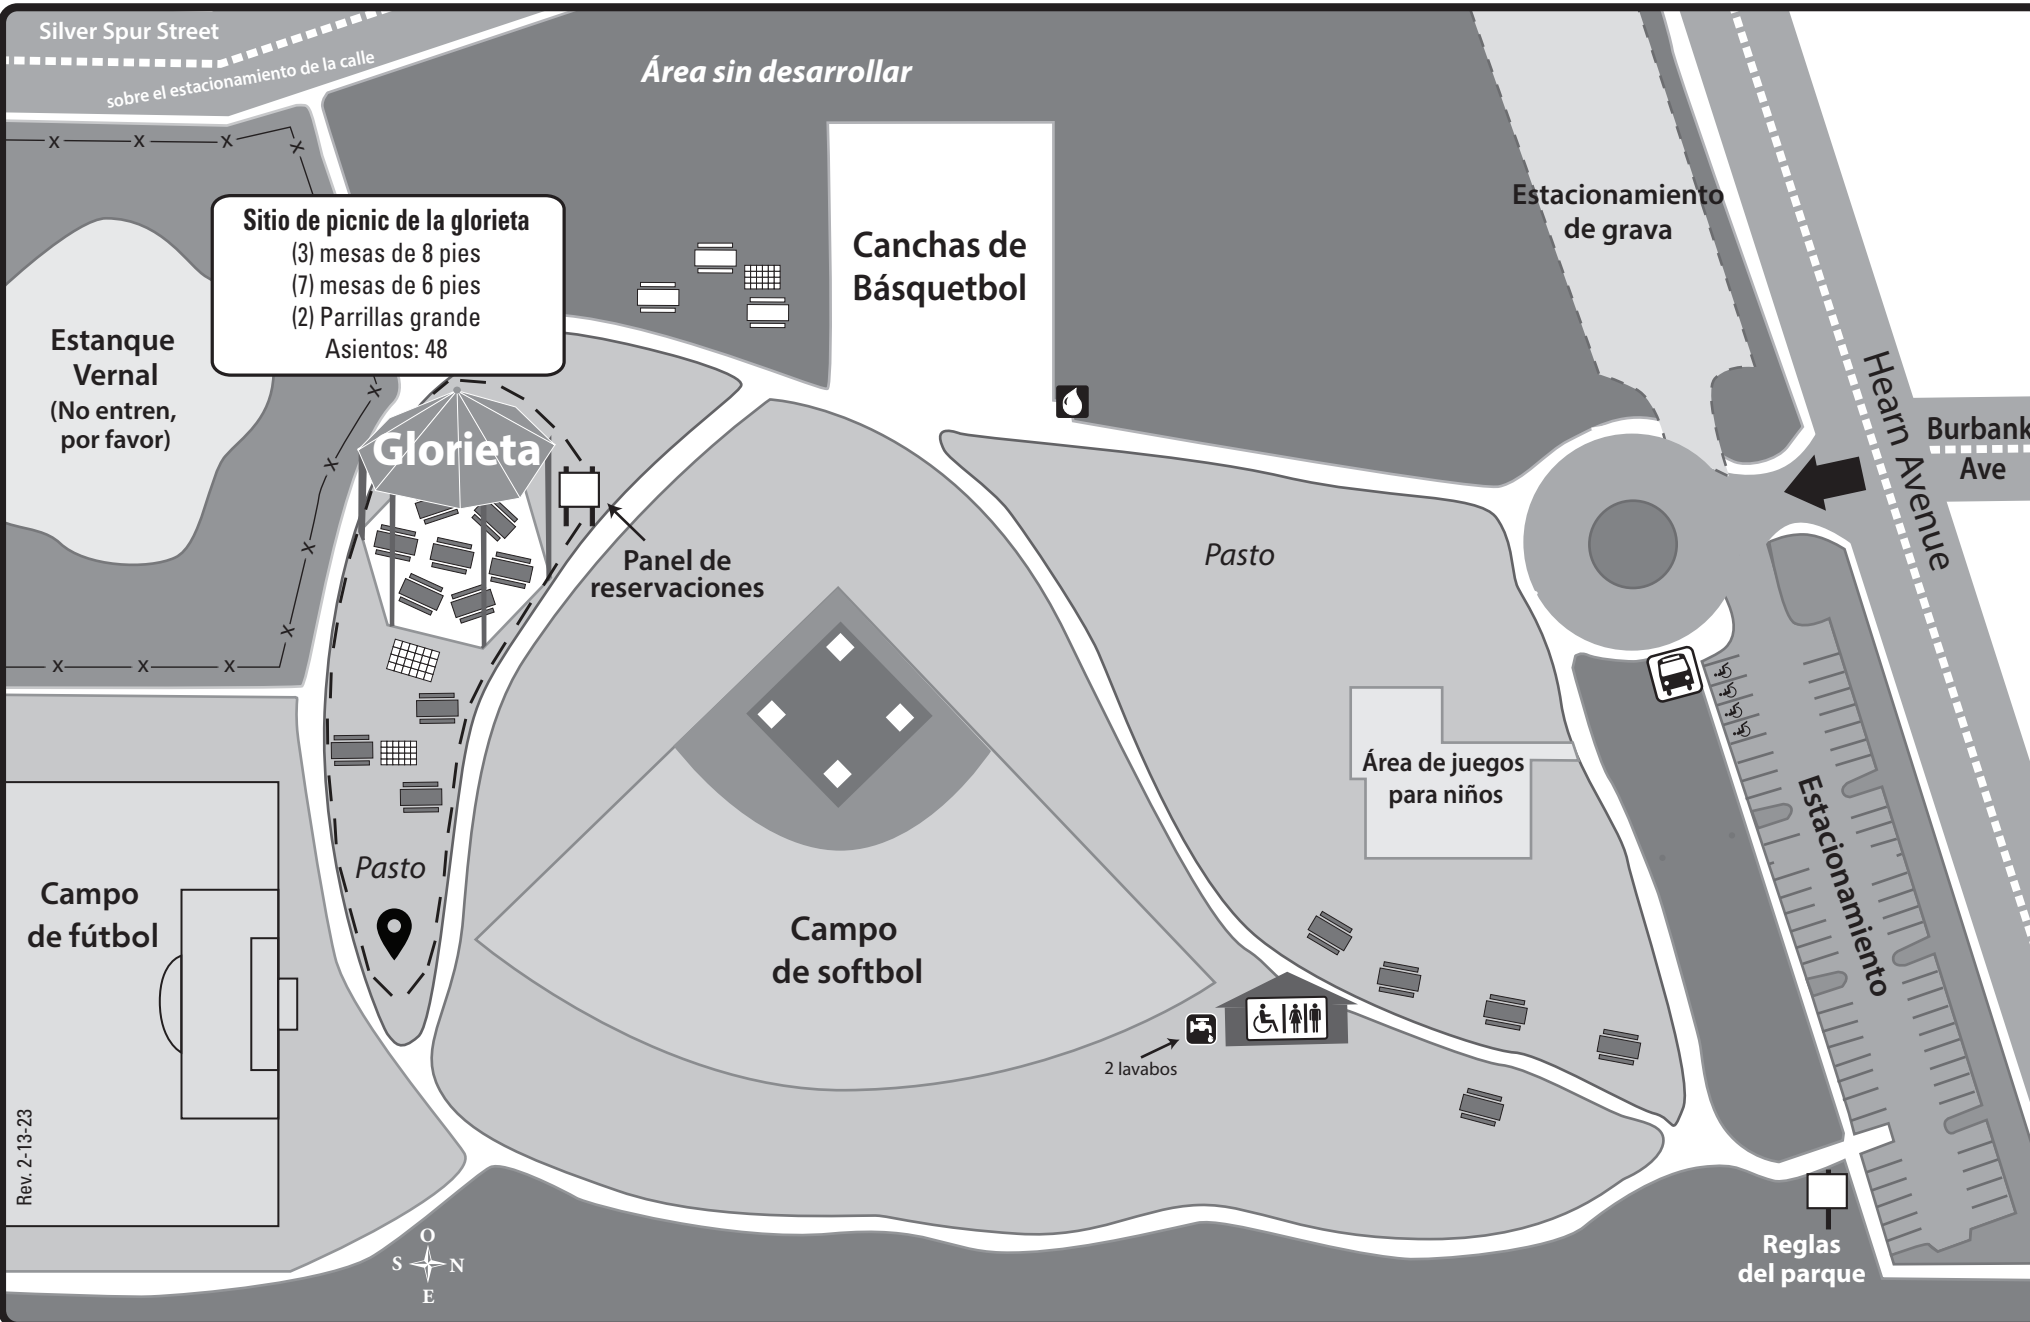 Silver Spur Street
sobre el estacionamiento de la calle
Área sin desarrollar
Sitio de picnic de la glorieta
(3) mesas de 8 pies
(7) mesas de 6 pies
(2) Parrillas grande
Asientos: 48
Canchas de
Básquetbol
Estacionamiento
de grava
Estanque
Vernal
(No entren,
por favor)
Glorieta
Hearn Avenue
Burbank
Ave
Panel de
reservaciones
Pasto
Área de juegos
para niños
Estacionamiento
Pasto
Campo
de fútbol
Campo
de softbol
2 lavabos
Rev. 2-13-23
O
S
N
E
Reglas
del parque